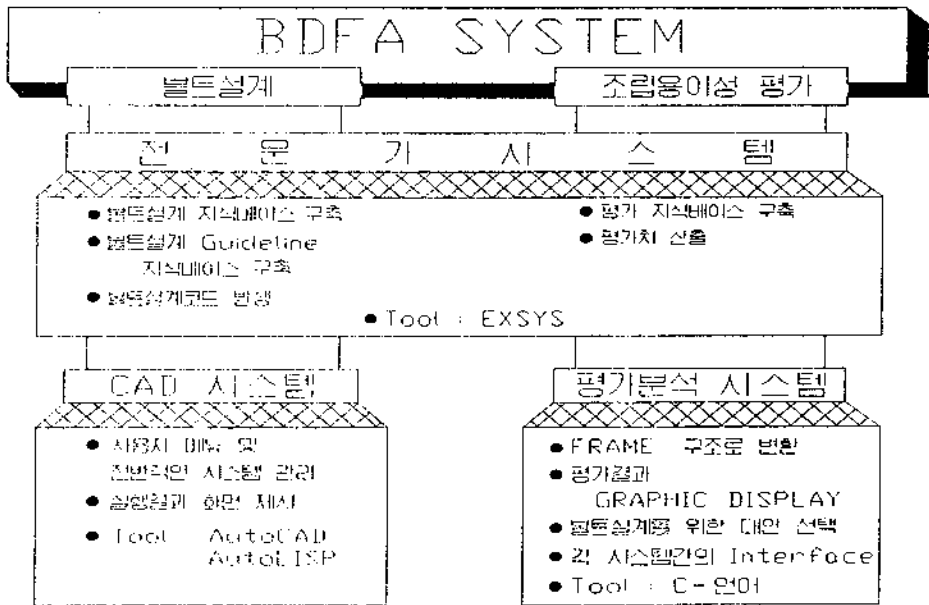 BDFA SYSTEM
볼트설계
조립용이성 평가
전 문 가 시 스 템
● 볼트설계 지식베이스 구축
● 볼트설계 Guideline
지식베이스 구축
● 볼트설계코드 발생
● 평가 지식베이스 구축
● 평가치 산출
● Tool : EXSYS
CAD 시스템
● 사용자 메뉴 및
전반적인 시스템 관리
● 실행결과 화면 제시
● Tool AutoCAD
AutoLISP
평가분석 시스템
● FRAME 구조로 변환
● 평가결과
GRAPHIC DISPLAY
● 볼트설계를 위한 대안 선택
● 각 시스템간의 Interface
● Tool : C-언어